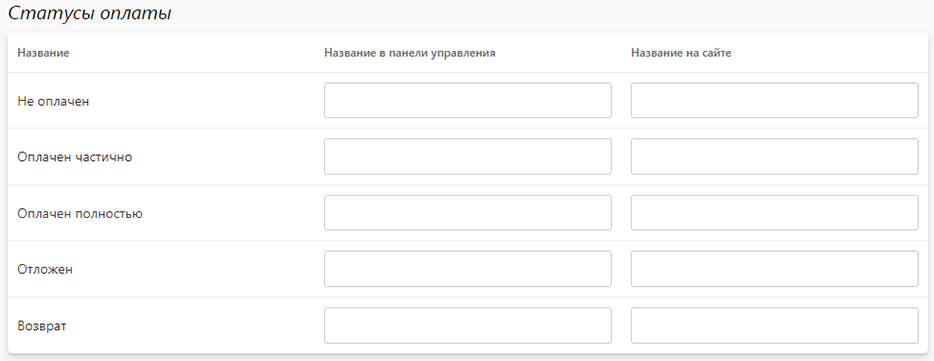 Статусы оплаты
Название Название в панели управления Название на сайте
Не оплачен
Оплачен частично
Оплачен полностью
Отложен
Возврат